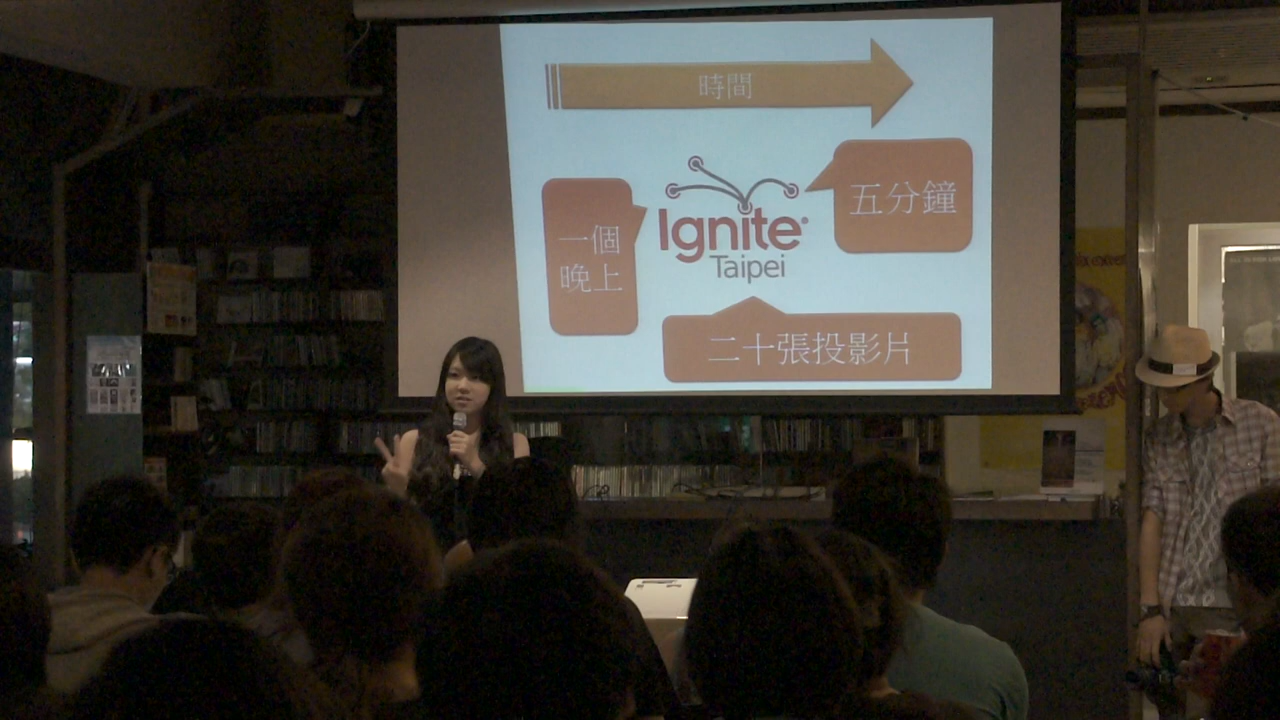 時間
五分鐘
一個
晚上
Ignite®
Taipei
二十張投影片